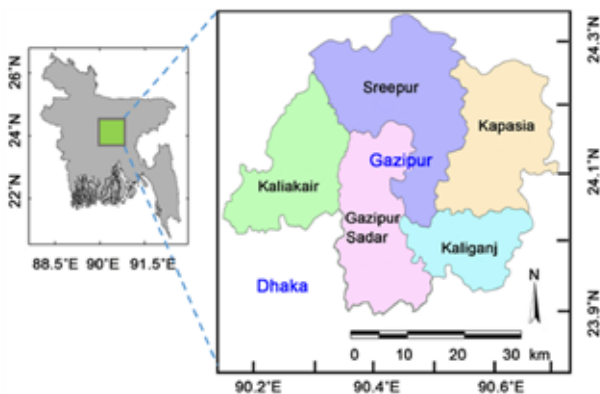 26°N
24°N
22°N
88.5°E 90°E 91.5°E
Sreepur
Kapasia
Gazipur
Kaliakair
Gazipur
Sadar
Kaliganj
Dhaka
N
0 10 20 30 km
24.3°N
24.1°N
23.9°N
90.2°E 90.4°E 90.6°E